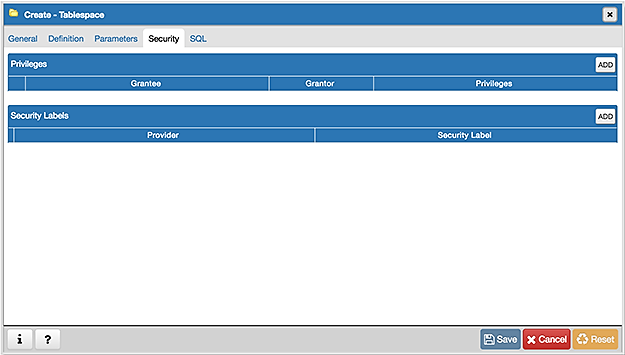 Create - Tablespace
General Definition Parameters Security SQL
Privileges ADD
Grantee Grantor Privileges
Security Labels ADD
Provider Security Label
i ? Save Cancel Reset